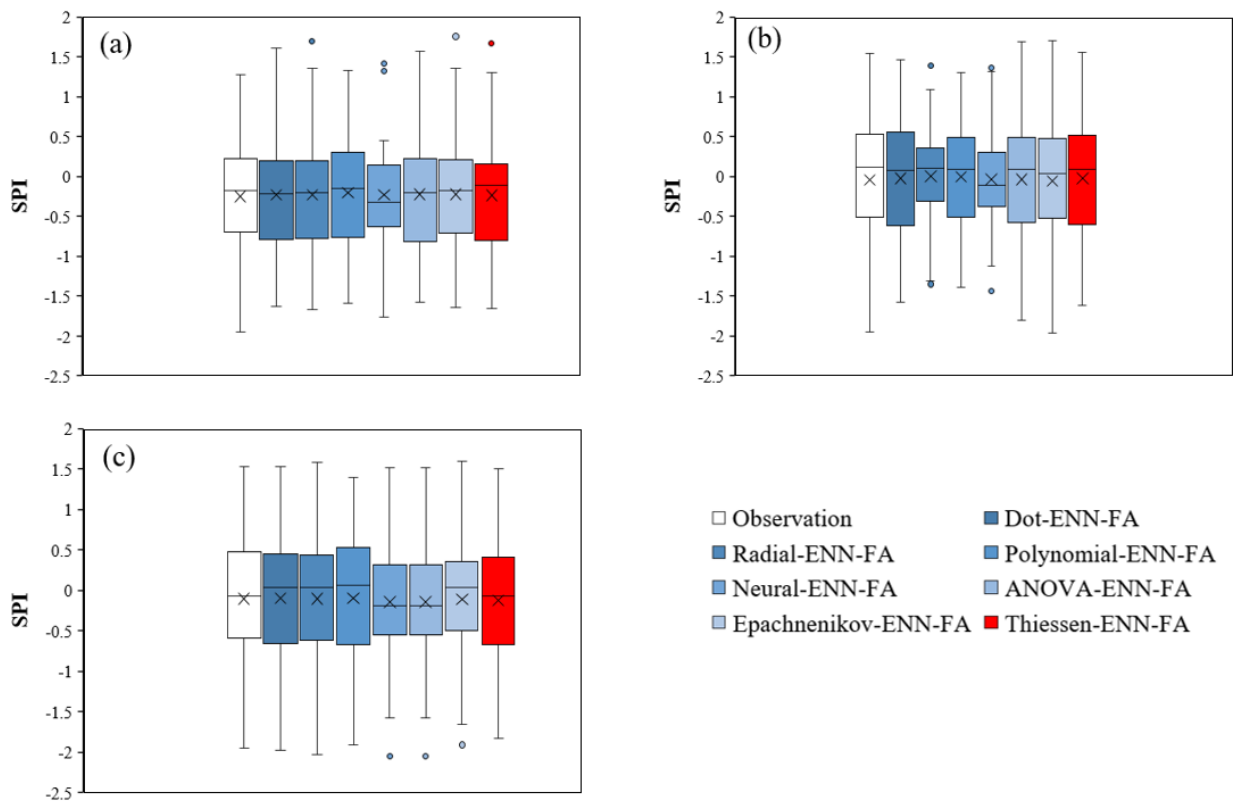 (a)
2
1.5
1
0.5
0
-0.5
-1
-1.5
-2
-2.5
SPI
(b)
2
1.5
1
0.5
0
-0.5
-1
-1.5
-2
-2.5
SPI
(c)
2
1.5
1
0.5
0
-0.5
-1
-1.5
-2
-2.5
SPI
Observation
Dot-ENN-FA
Radial-ENN-FA
Polynomial-ENN-FA
Neural-ENN-FA
ANOVA-ENN-FA
Epachnenikov-ENN-FA
Thiessen-ENN-FA